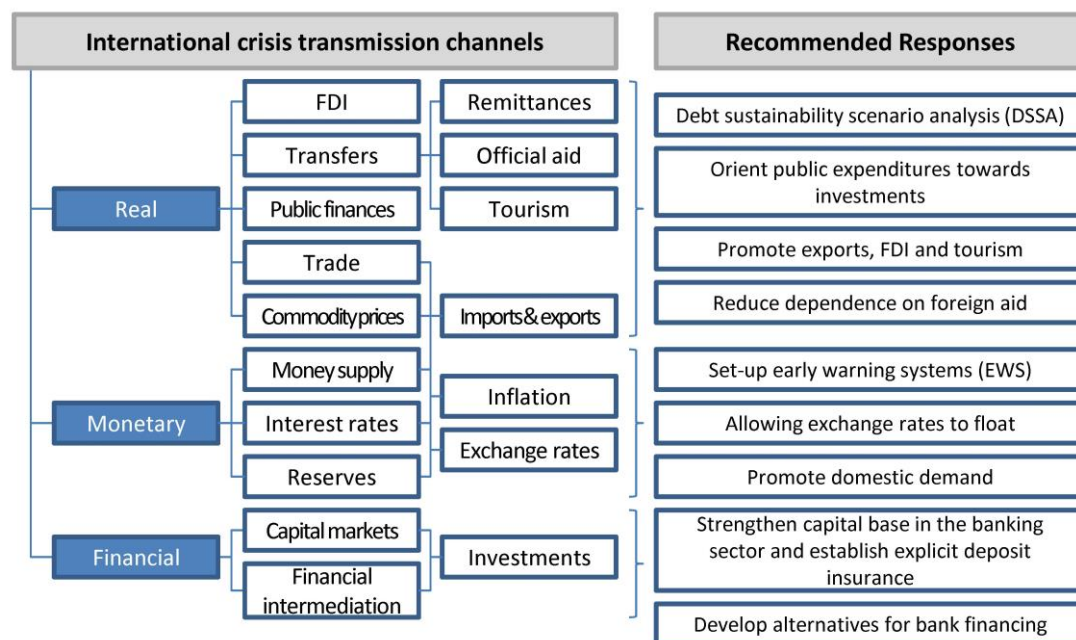 International crisis transmission channels
Recommended Responses
Real
FDI
Transfers
Public finances
Trade
Commodity prices
Remittances
Official aid
Tourism
Imports & exports
Debt sustainability scenario analysis (DSSA)
Orient public expenditures towards
investments
Promote exports, FDI and tourism
Reduce dependence on foreign aid
Monetary
Money supply
Interest rates
Reserves
Inflation
Exchange rates
Set-up early warning systems (EWS)
Allowing exchange rates to float
Promote domestic demand
Financial
Capital markets
Financial
intermediation
Investments
Strengthen capital base in the banking
sector and establish explicit deposit
insurance
Develop alternatives for bank financing